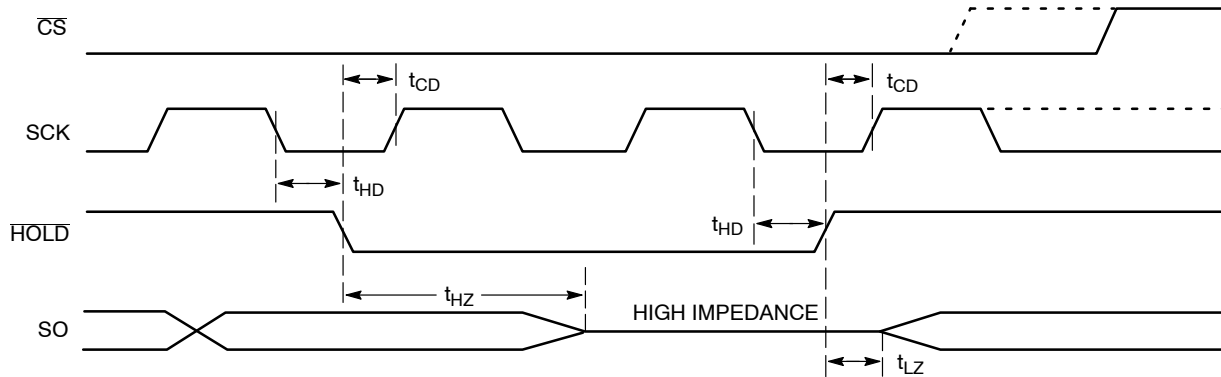 CS
tCD
tCD
SCK
tHD
tHD
HOLD
tHZ
HIGH IMPEDANCE
SO
tLZ